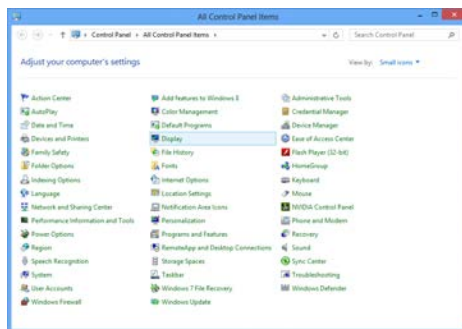 All Control Panel Items
Control Panel
All Control Panel Items
Search Control Panel
Adjust your computer's settings
View by: Small icons
Action Center
Add features to Windows 8
Administrative Tools
AutoPlay
Color Management
Credential Manager
Date and Time
Default Programs
Device Manager
Devices and Printers
Display
Ease of Access Center
Family Safety
File History
Flash Player (32-bit)
Folder Options
Fonts
HomeGroup
Indexing Options
Internet Options
Keyboard
Language
Location Settings
Mouse
Network and Sharing Center
Notification Area Icons
NVIDIA Control Panel
Performance Information and Tools
Personalization
Phone and Modem
Power Options
Programs and Features
Recovery
Region
RemoteApp and Desktop Connections
Sound
Speech Recognition
Storage Spaces
Sync Center
System
Taskbar
Troubleshooting
User Accounts
Windows 7 File Recovery
Windows Defender
Windows Firewall
Windows Update